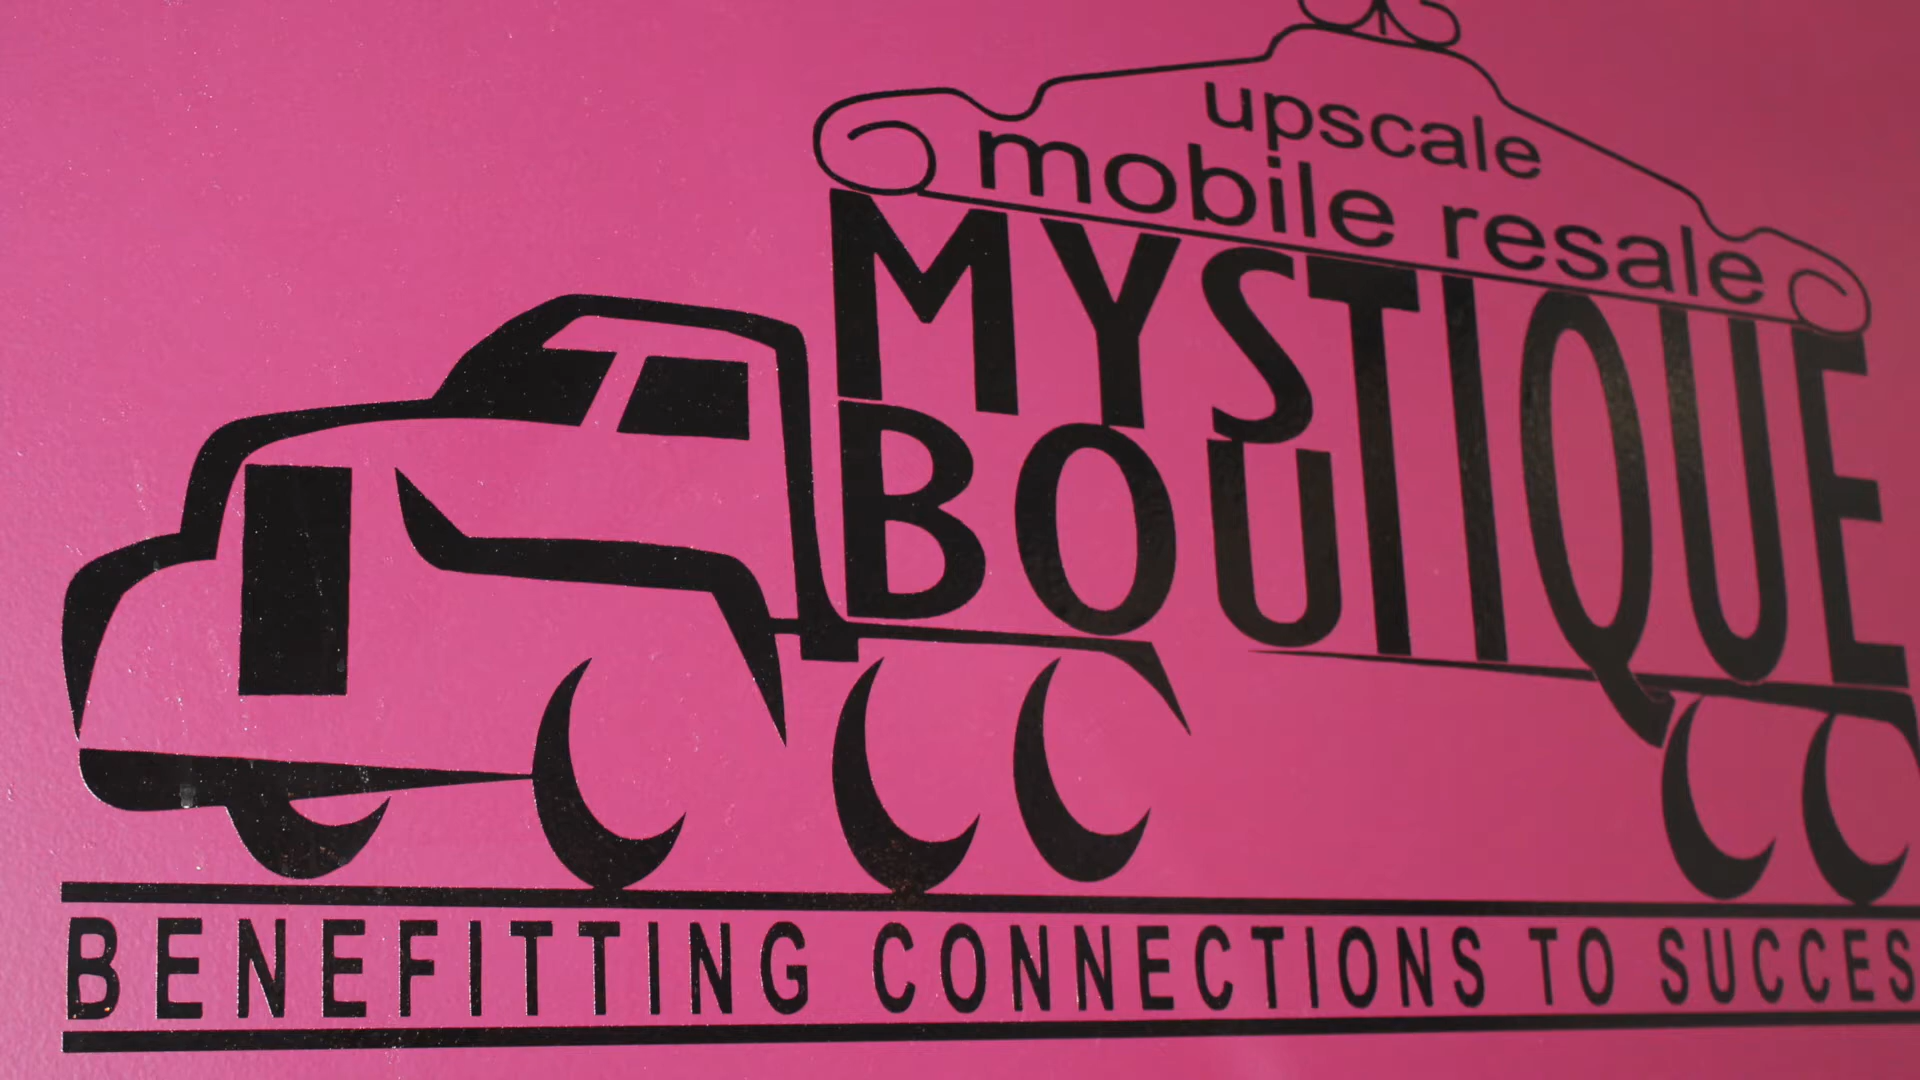 upscale
mobile resale
MYSTIQUE
BOUTIQUE
BENEFITTING CONNECTIONS TO SUCCES